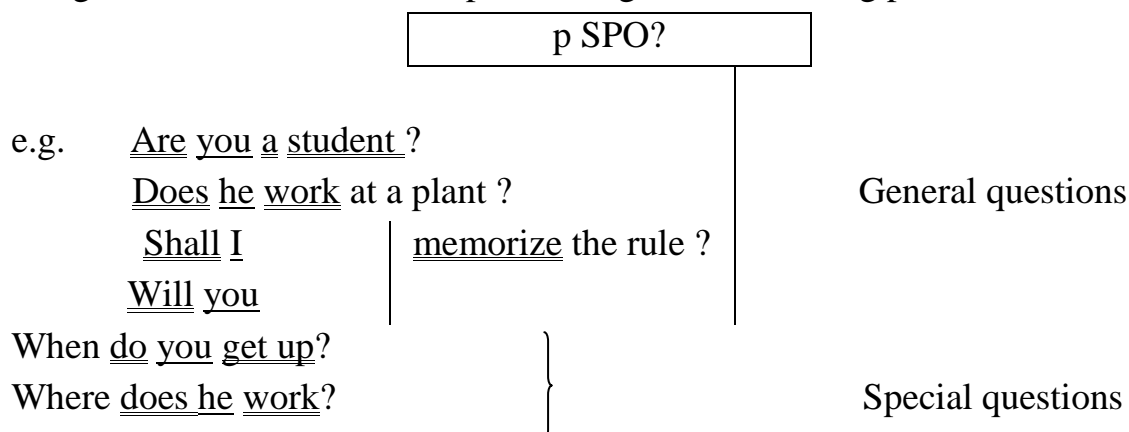 p SPO?
e.g. Are you a student ?
Does he work at a plant ? General questions
Shall I memorize the rule ?
Will you
When do you get up?
Where does he work? Special questions